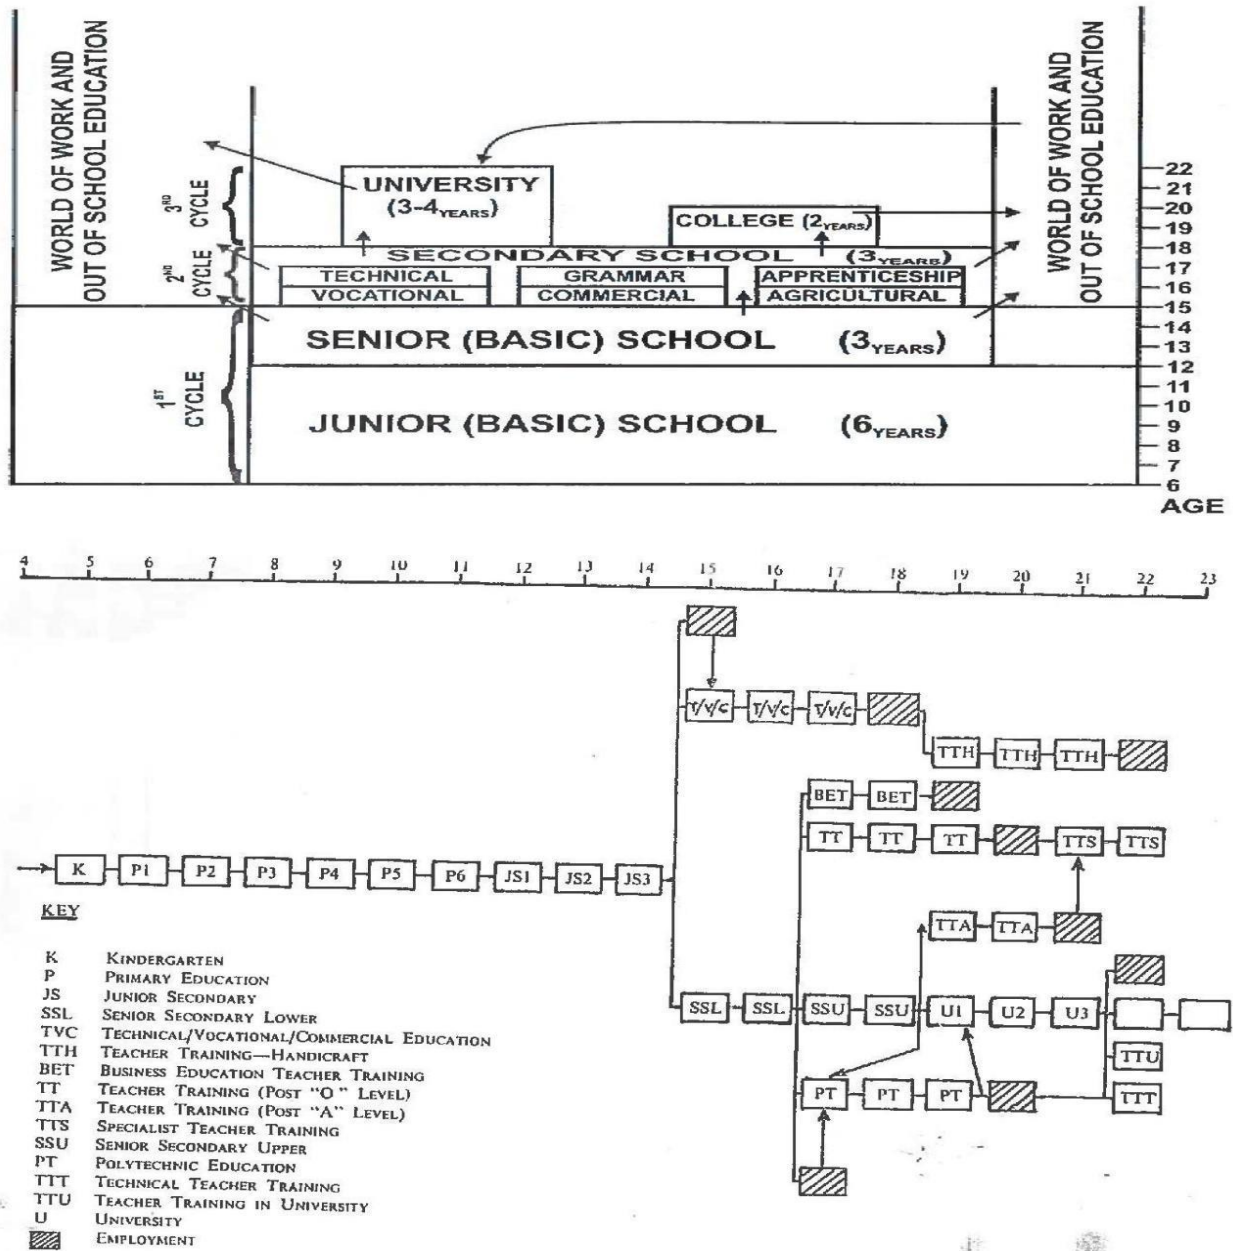 WORLD OF WORK AND
OUT OF SCHOOL EDUCATION
3RD
CYCLE
2ND
CYCLE
1ST
CYCLE
UNIVERSITY
(3-4YEARS)
COLLEGE (2YEARS)
SECONDARY SCHOOL (3YEARS)
TECHNICAL
VOCATIONAL
GRAMMAR
COMMERCIAL
APPRENTICESHIP
AGRICULTURAL
SENIOR (BASIC) SCHOOL (3YEARS)
JUNIOR (BASIC) SCHOOL (6YEARS)
WORLD OF WORK AND
OUT OF SCHOOL EDUCATION
22
21
20
19
18
17
16
15
14
13
12
11
10
9
8
7
6
AGE
4 5 6 7 8 9 10 11 12 13 14 15 16 17 18 19 20 21 22 23
T/V/C T/V/C T/V/C
TTH TTH TTH
BET BET
TT TT TT TTS TTS
K P1 P2 P3 P4 P5 P6 JS1 JS2 JS3
TTA TTA
SSL SSL SSU SSU U1 U2 U3
TTU
PT PT PT TTT
KEY
K KINDERGARTEN
P PRIMARY EDUCATION
JS JUNIOR SECONDARY
SSL SENIOR SECONDARY LOWER
TVC TECHNICAL/VOCATIONAL/COMMERCIAL EDUCATION
TTH TEACHER TRAINING—HANDICRAFT
BET BUSINESS EDUCATION TEACHER TRAINING
TT TEACHER TRAINING (POST "O" LEVEL)
TTA TEACHER TRAINING (POST "A" LEVEL)
TTS SPECIALIST TEACHER TRAINING
SSU SENIOR SECONDARY UPPER
PT POLYTECHNIC EDUCATION
TTT TECHNICAL TEACHER TRAINING
TTU TEACHER TRAINING IN UNIVERSITY
U UNIVERSITY
EMPLOYMENT